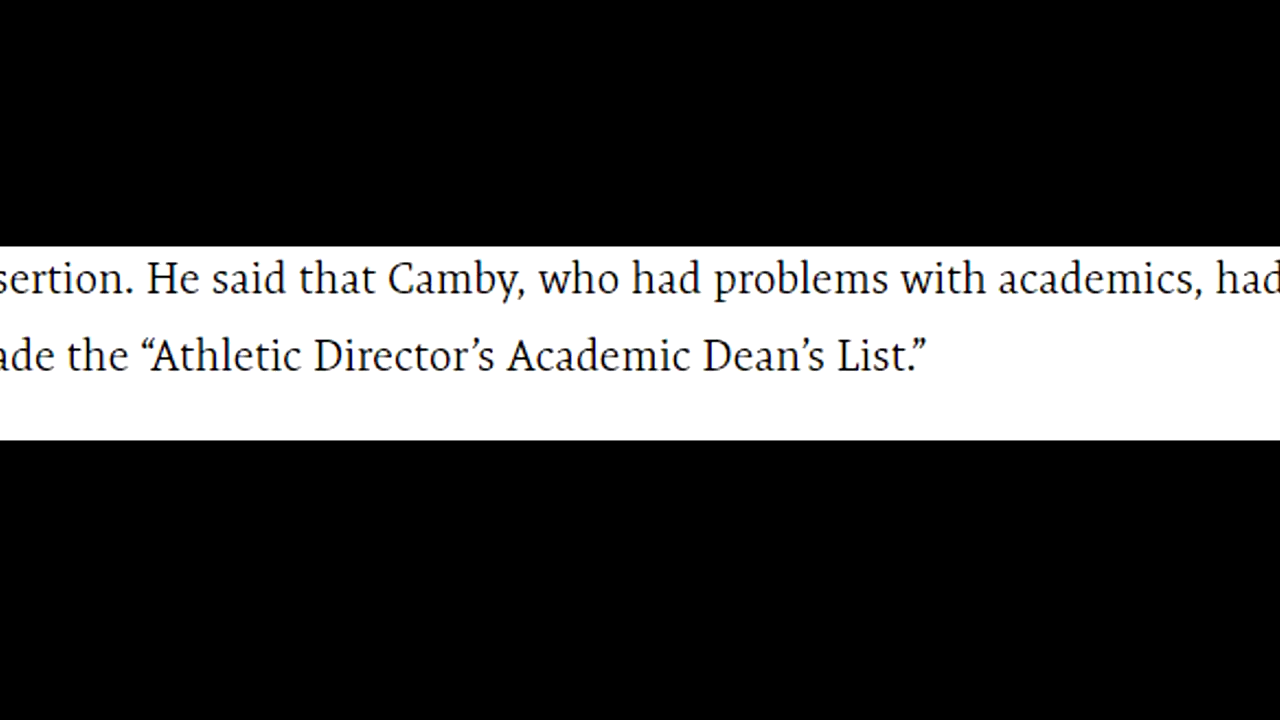 sertion. He said that Camby, who had problems with academics, had
ade the “Athletic Director’s Academic Dean’s List.”